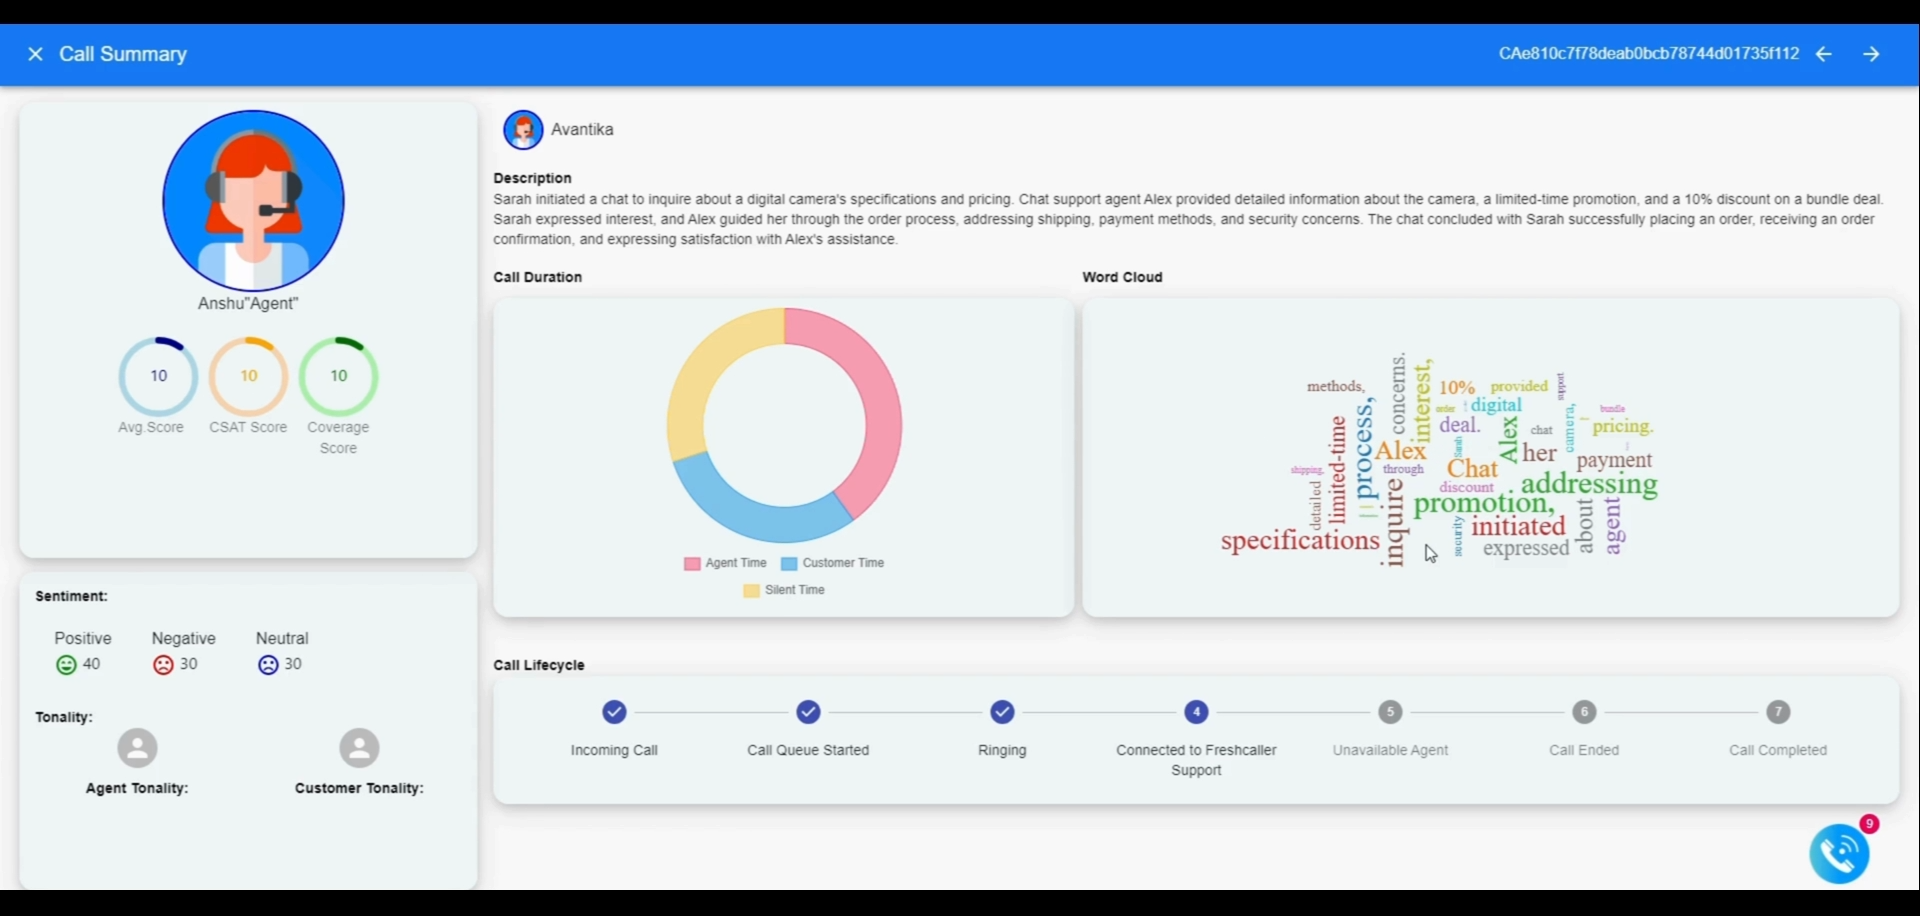 Call Summary
CAe810c7f78deab0bcb78744d01735f112
Anshu"Agent"
10
10
10
Avg.Score
CSAT Score
Coverage
Score
Sentiment:
Positive
Negative
Neutral
40
30
30
Tonality:
Agent Tonality:
Customer Tonality:
Avantika
Description
Sarah initiated a chat to inquire about a digital camera's specifications and pricing. Chat support agent Alex provided detailed information about the camera, a limited-time promotion, and a 10% discount on a bundle deal.
Sarah expressed interest, and Alex guided her through the order process, addressing shipping, payment methods, and security concerns. The chat concluded with Sarah successfully placing an order, receiving an order
confirmation, and expressing satisfaction with Alex's assistance.
Call Duration
Agent Time
Customer Time
Silent Time
Word Cloud
methods,
concerns.
interest,
10%
provided
support
order
digital
bundle
process,
limited-time
deal.
Alex
chat
camera,
pricing.
Alex
Sarah
her
shipping,
through
Chat
payment
detailed
discount
addressing
inquire
promotion,
specifications
security
initiated
about
agent
expressed
Call Lifecycle
4
5
6
7
Incoming Call
Call Queue Started
Ringing
Connected to Freshcaller
Support
Unavailable Agent
Call Ended
Call Completed
9